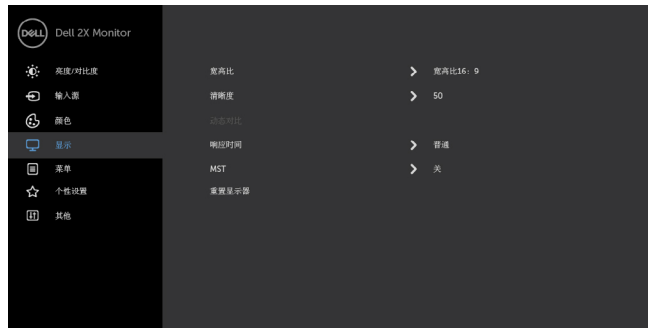 DELL
Dell 2X Monitor
亮度/对比度
输入源
颜色
显示
菜单
个性设置
其他
宽高比
宽高比16：9
清晰度
50
动态对比
响应时间
普通
MST
关
重置显示器